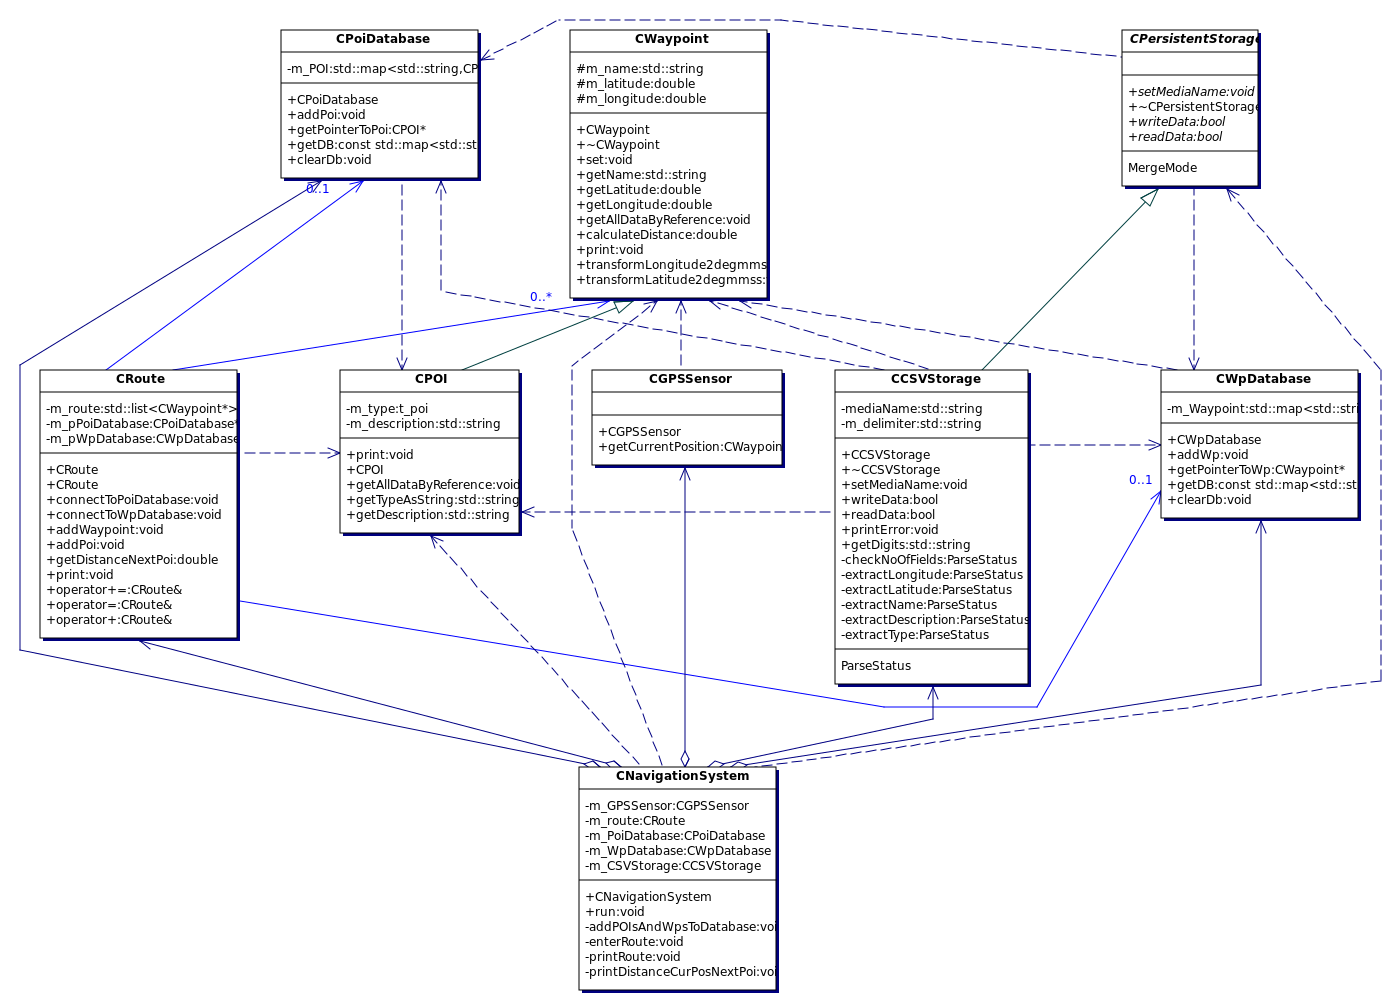 CPoiDatabase
-m_POI:std::map<std::string,CP
+CPoiDatabase
+addPoi:void
+getPointerToPoi:CPOI*
+getDB:const std::map<std::st
+clearDb:void
CWaypoint
#m_name:std::string
#m_latitude:double
#m_longitude:double
+CWaypoint
+~CWaypoint
+set:void
+getName:std::string
+getLatitude:double
+getLongitude:double
+getAllDataByReference:void
+calculateDistance:double
+print:void
+transformLongitude2degmms
+transformLatitude2degmmss:
CPersistentStorage
+setMediaName:void
+~CPersistentStorage
+writeData:bool
+readData:bool
MergeMode
0..1
0..*
CRoute
-m_route:std::list<CWaypoint*>
-m_pPoiDatabase:CPoiDatabase*
-m_pWpDatabase:CWpDatabase
+CRoute
+CRoute
+connectToPoiDatabase:void
+connectToWpDatabase:void
+addWaypoint:void
+addPoi:void
+getDistanceNextPoi:double
+print:void
+operator+=:CRoute&
+operator=:CRoute&
+operator+:CRoute&
CPOI
-m_type:t_poi
-m_description:std::string
+print:void
+CPOI
+getAllDataByReference:void
+getTypeAsString:std::string
+getDescription:std::string
CGPSSensor
+CGPSSensor
+getCurrentPosition:CWaypoin
CCSVStorage
-mediaName:std::string
-m_delimiter:std::string
+CCSVStorage
+~CCSVStorage
+setMediaName:void
+writeData:bool
+readData:bool
+printError:void
+getDigits:std::string
-checkNoOfFields:ParseStatus
-extractLongitude:ParseStatus
-extractLatitude:ParseStatus
-extractName:ParseStatus
-extractDescription:ParseStatus
-extractType:ParseStatus
ParseStatus
0..1
CWpDatabase
-m_Waypoint:std::map<std::stri
+CWpDatabase
+addWp:void
+getPointerToWp:CWaypoint*
+getDB:const std::map<std::st
+clearDb:void
CNavigationSystem
-m_GPSSensor:CGPSSensor
-m_route:CRoute
-m_PoiDatabase:CPoiDatabase
-m_WpDatabase:CWpDatabase
-m_CSVStorage:CCSVStorage
+CNavigationSystem
+run:void
-addPOIsAndWpsToDatabase:voi
-enterRoute:void
-printRoute:void
-printDistanceCurPosNextPoi:voi